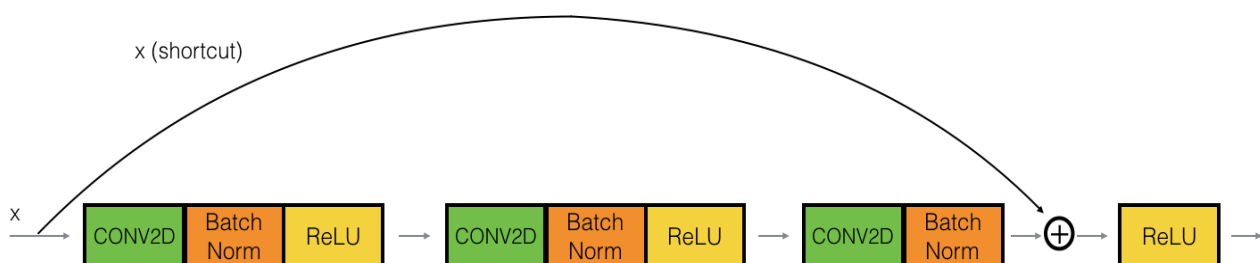 x (shortcut)
x
CONV2D
Batch
Norm
ReLU
CONV2D
Batch
Norm
ReLU
CONV2D
Batch
Norm
ReLU